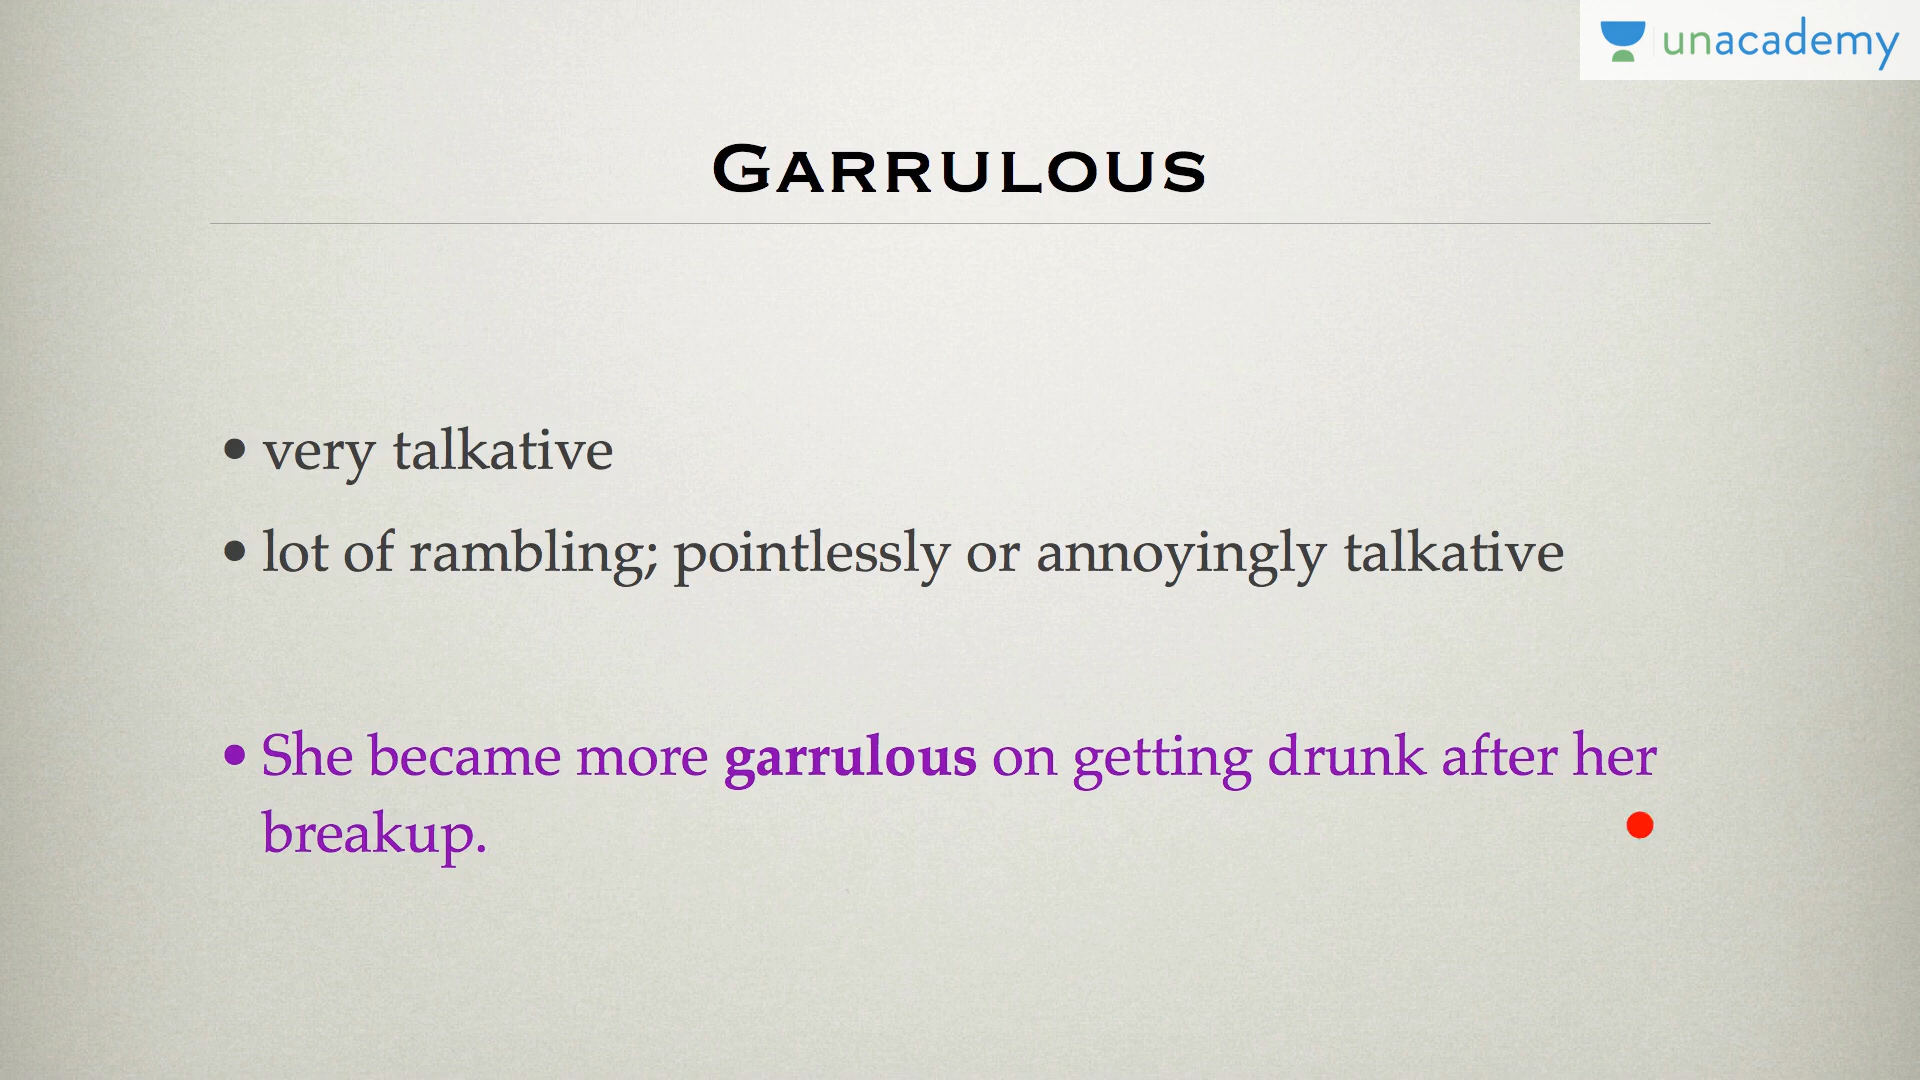 unacademy
GARRULOUS
• very talkative
• lot of rambling; pointlessly or annoyingly talkative
• She became more garrulous on getting drunk after her
breakup.